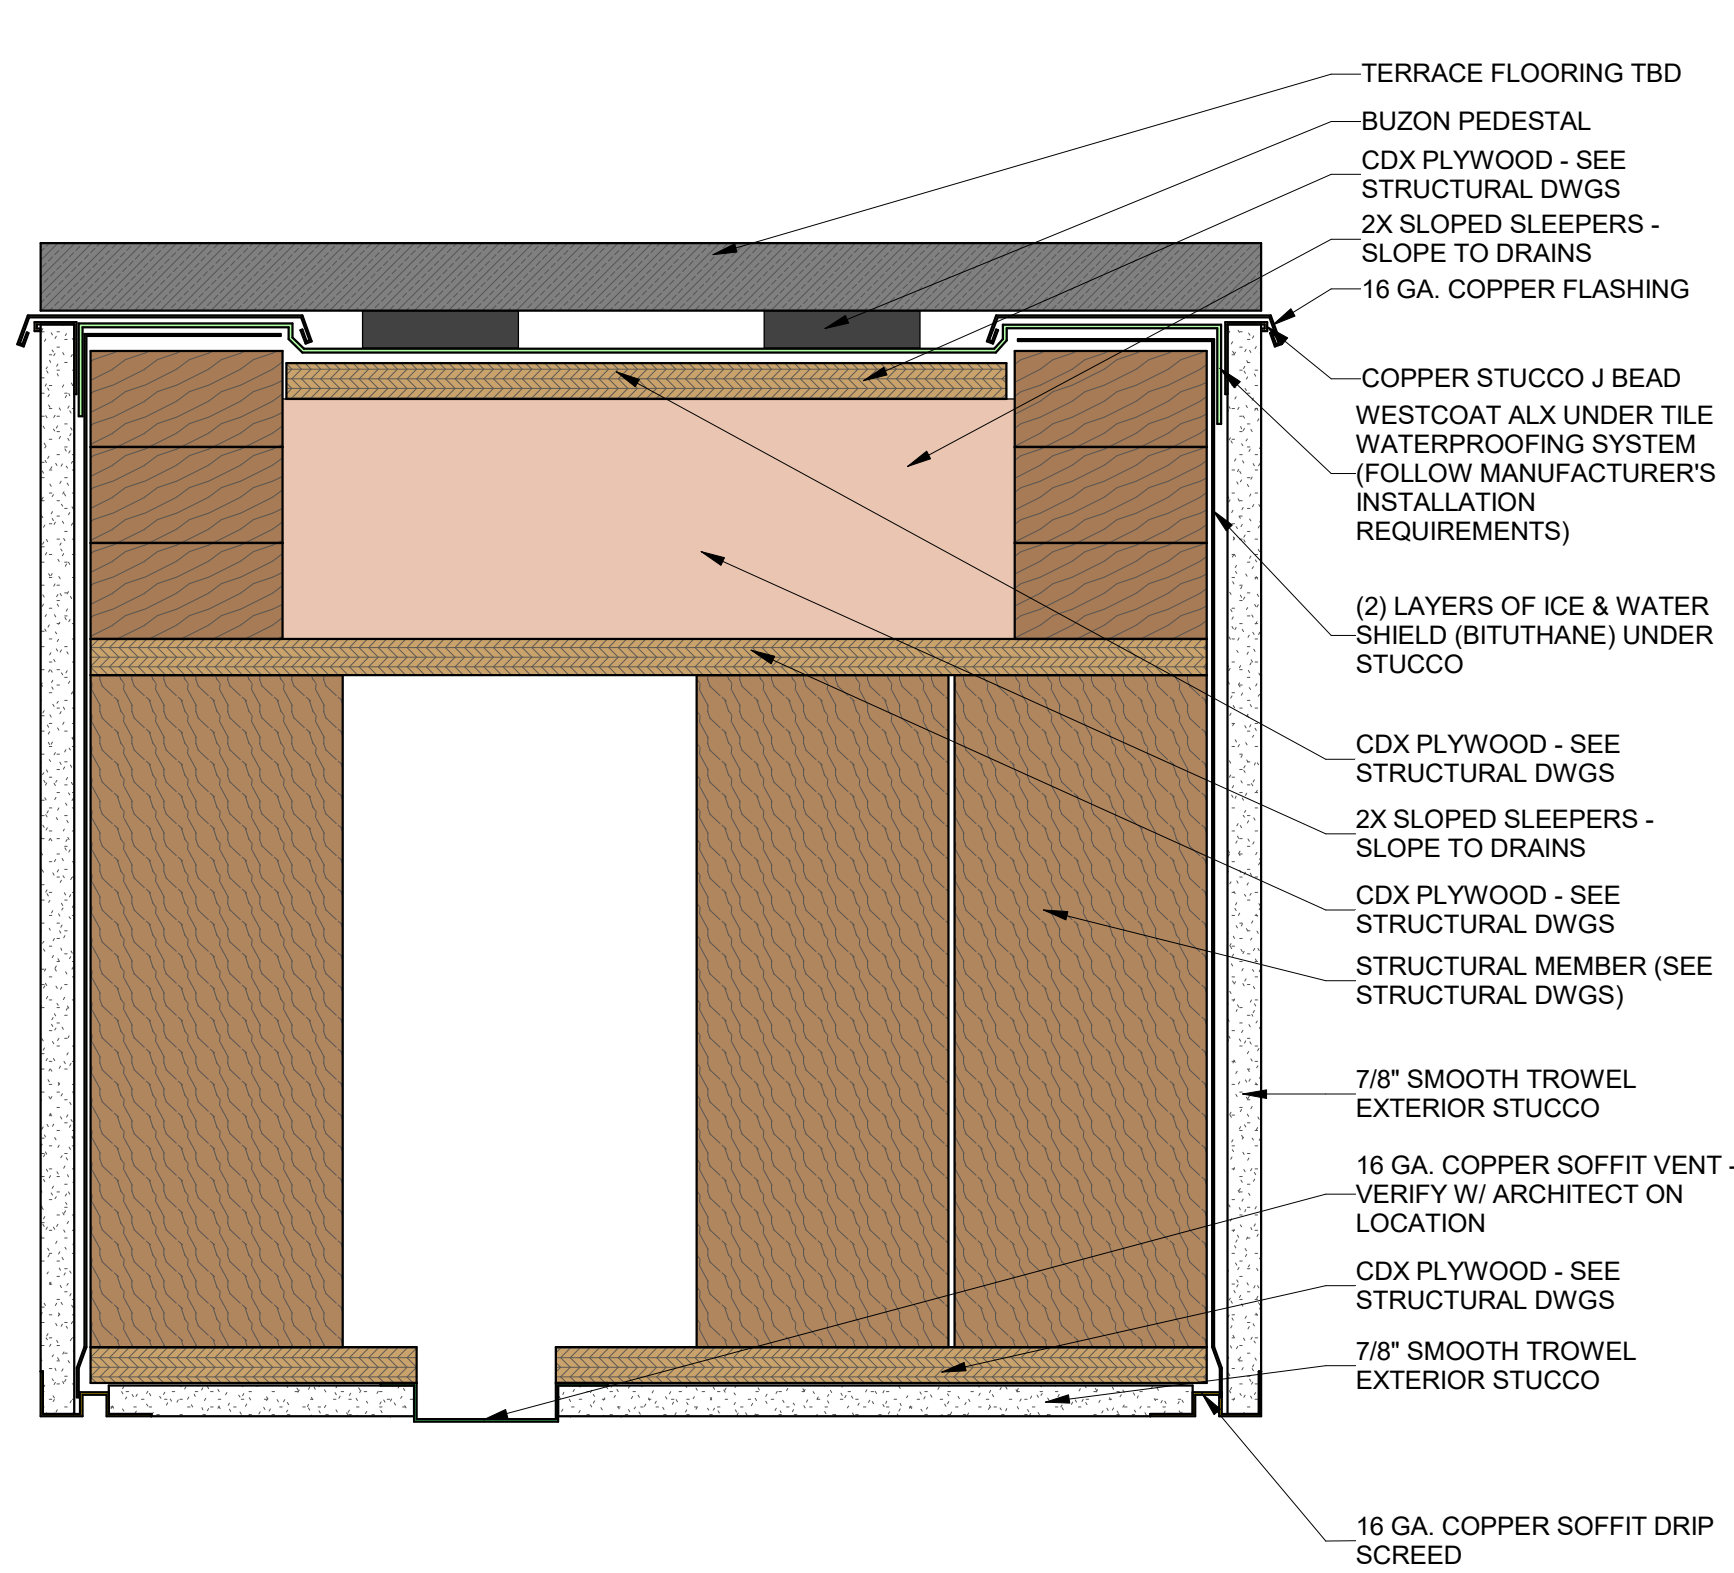 TERRACE FLOORING TBD
BUZON PEDESTAL
CDX PLYWOOD - SEE
STRUCTURAL DWGS
2X SLOPED SLEEPERS -
SLOPE TO DRAINS
16 GA. COPPER FLASHING
COPPER STUCCO J BEAD
WESTCOAT ALX UNDER TILE
WATERPROOFING SYSTEM
(FOLLOW MANUFACTURER'S
INSTALLATION
REQUIREMENTS)
(2) LAYERS OF ICE & WATER
SHIELD (BITUTHANE) UNDER
STUCCO
CDX PLYWOOD - SEE
STRUCTURAL DWGS
2X SLOPED SLEEPERS -
SLOPE TO DRAINS
CDX PLYWOOD - SEE
STRUCTURAL DWGS
STRUCTURAL MEMBER (SEE
STRUCTURAL DWGS)
7/8" SMOOTH TROWEL
EXTERIOR STUCCO
16 GA. COPPER SOFFIT VENT -
VERIFY W/ ARCHITECT ON
LOCATION
CDX PLYWOOD - SEE
STRUCTURAL DWGS
7/8" SMOOTH TROWEL
EXTERIOR STUCCO
16 GA. COPPER SOFFIT DRIP
SCREED